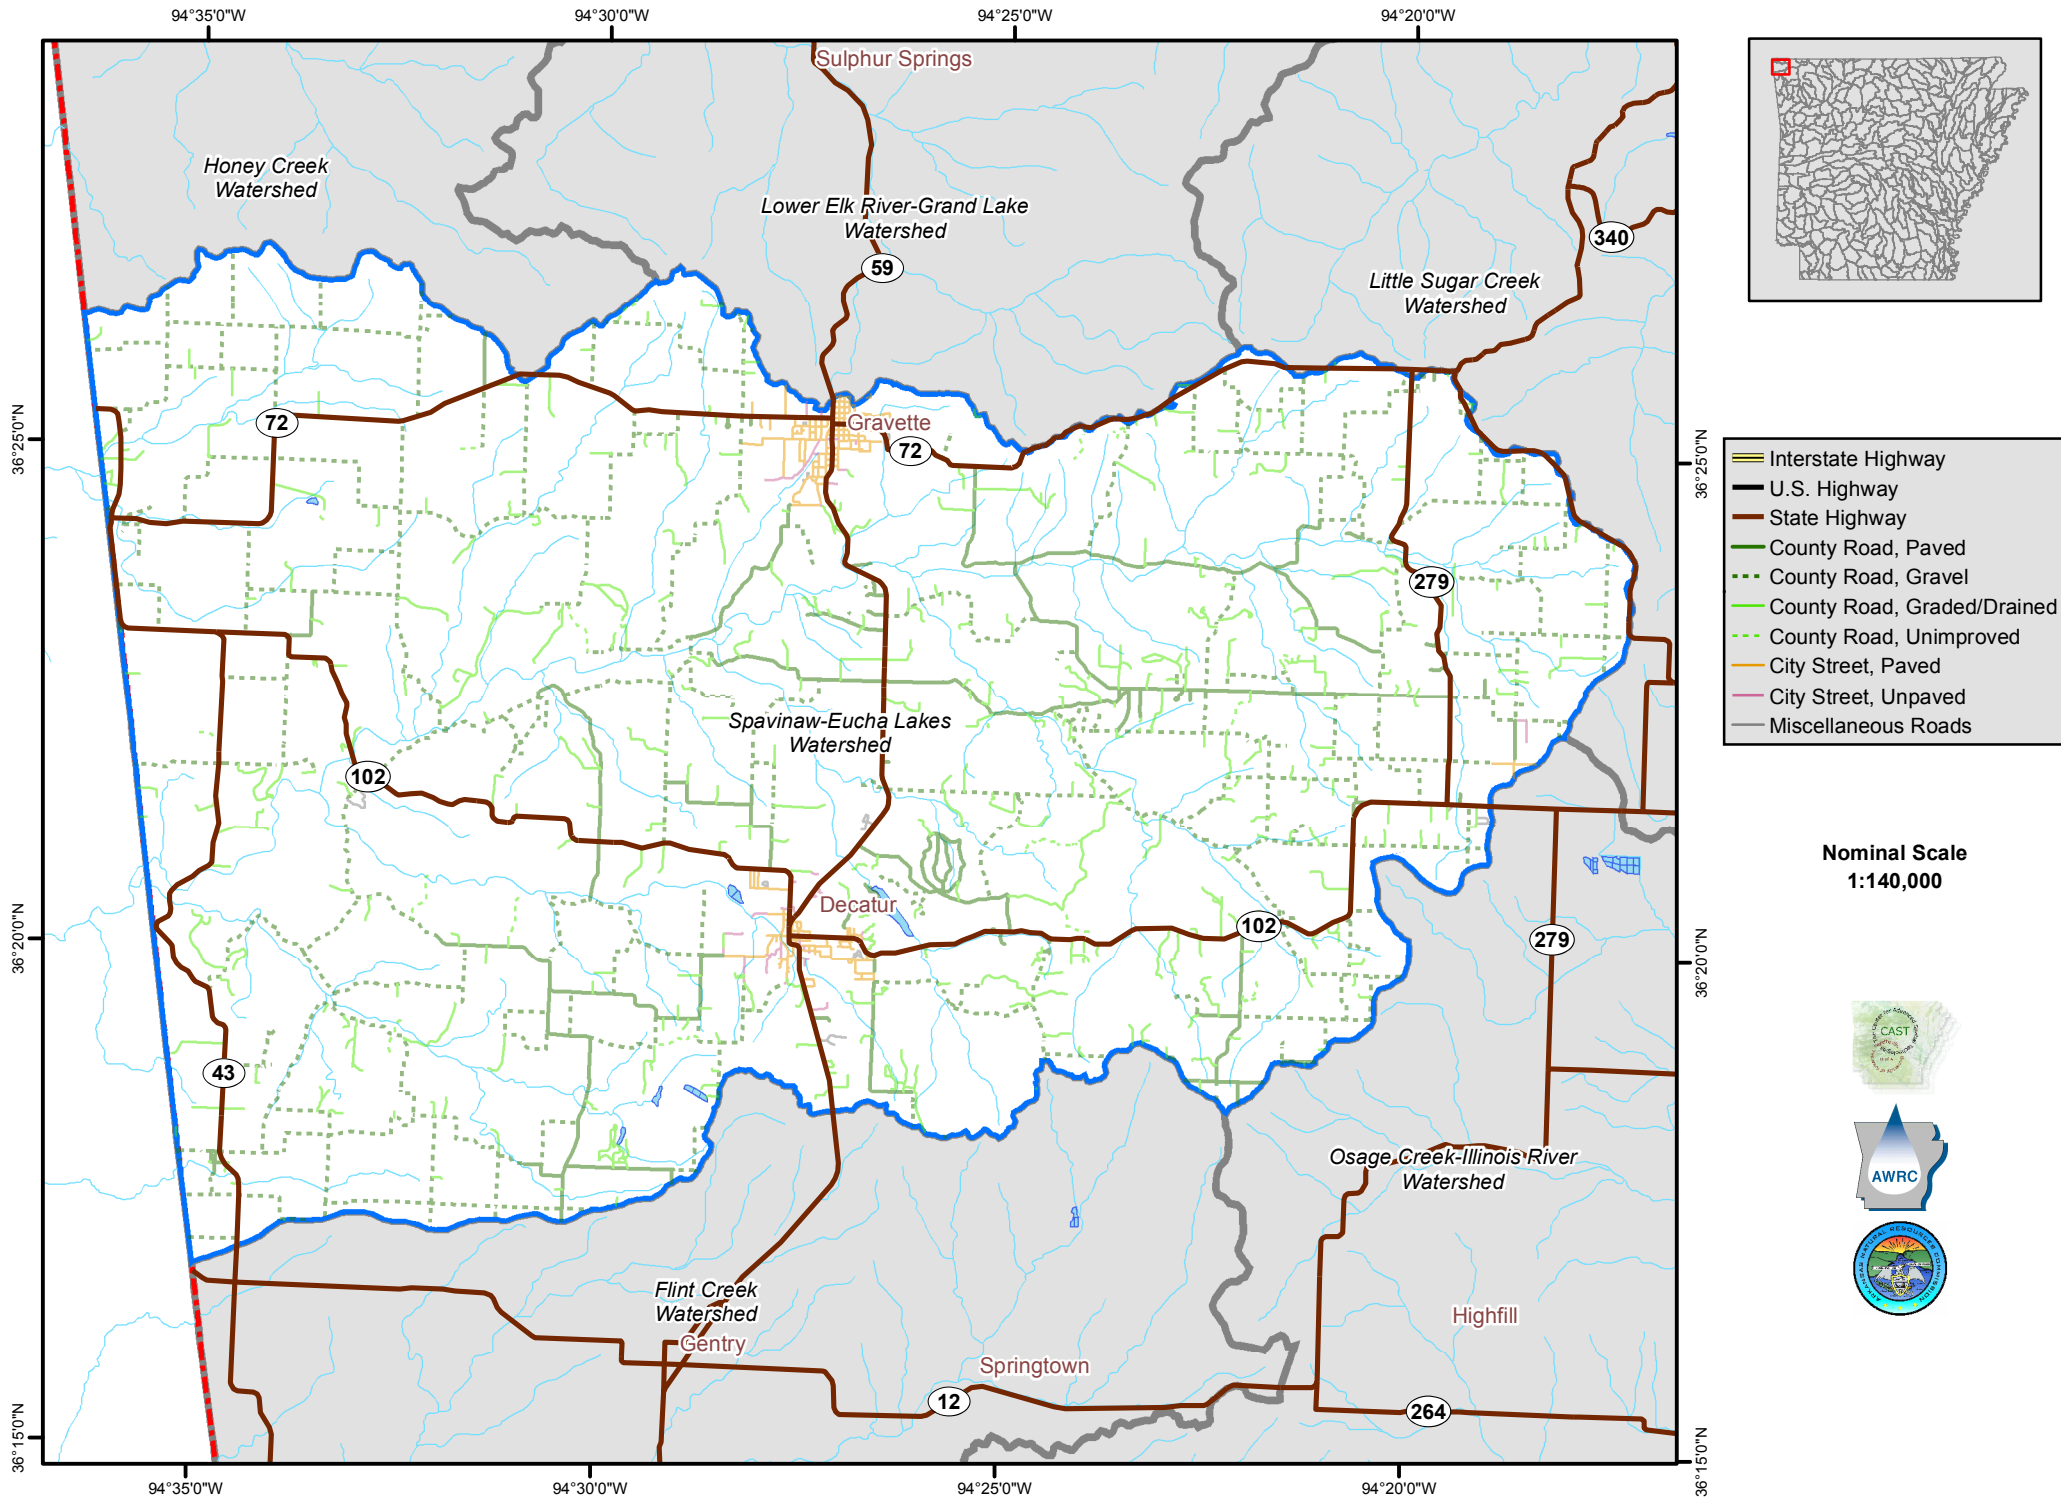 94°35'0"W
94°30'0"W
94°25'0"W
94°20'0"W
Sulphur Springs
Honey Creek
Watershed
Lower Elk River-Grand Lake
Watershed
340
59
Little Sugar Creek
Watershed
36°25'0"N
72
Gravette
72
36°25'0"N
279
Interstate Highway
U.S. Highway
State Highway
County Road, Paved
County Road, Gravel
County Road, Graded/Drained
County Road, Unimproved
City Street, Paved
City Street, Unpaved
Miscellaneous Roads
Spavinaw-Eucha Lakes
Watershed
102
Nominal Scale
1:140,000
Decatur
102
279
36°20'0"N
36°20'0"N
CAST
43
Osage Creek-Illinois River
Watershed
AWRC
ARKANSAS NATURAL RESOURCES COMMISSION
Flint Creek
Watershed
Gentry
Highfill
Springtown
12
264
36°15'0"N
36°15'0"N
94°35'0"W
94°30'0"W
94°25'0"W
94°20'0"W